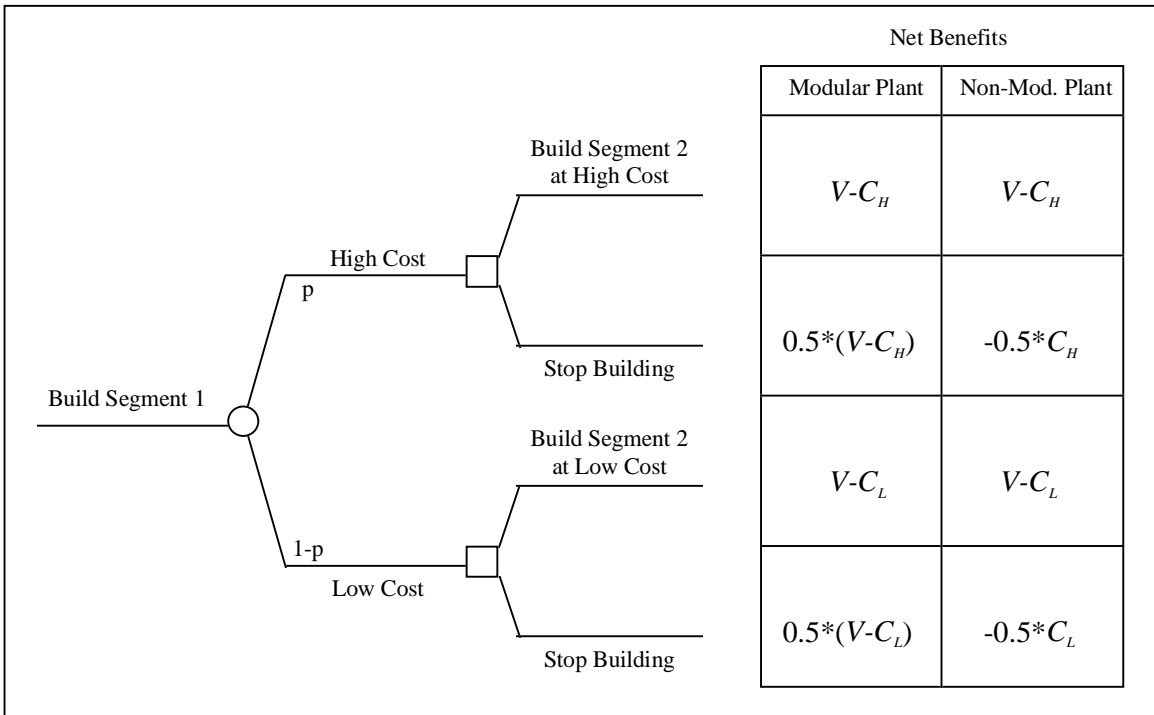 Net Benefits
Modular Plant Non-Mod. Plant
Build Segment 2
at High Cost
V-C_H V-C_H
High Cost
p
Stop Building
0.5*(V-C_H) -0.5*C_H
Build Segment 1
Build Segment 2
at Low Cost
V-C_L V-C_L
1-p
Low Cost
Stop Building
0.5*(V-C_L) -0.5*C_L